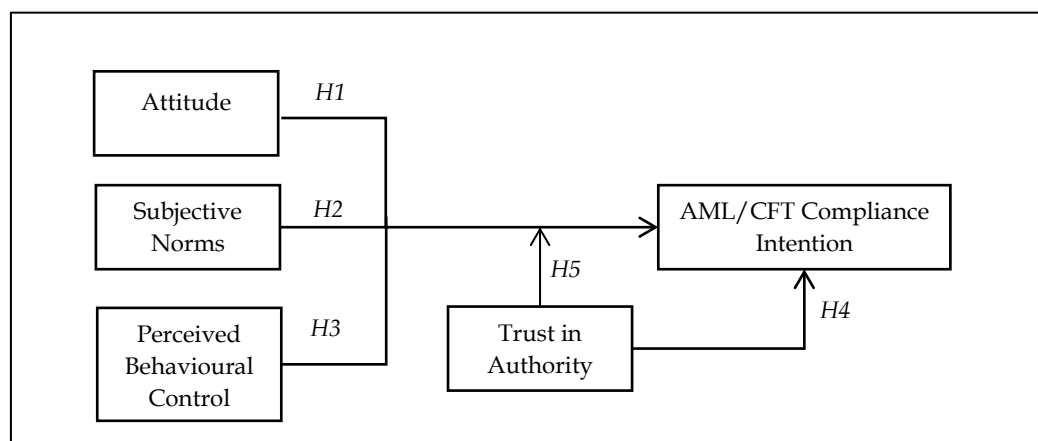 Attitude
H1
Subjective
Norms
H2
Perceived
Behavioural
Control
H3
AML/CFT Compliance
Intention
H5
Trust in
Authority
H4